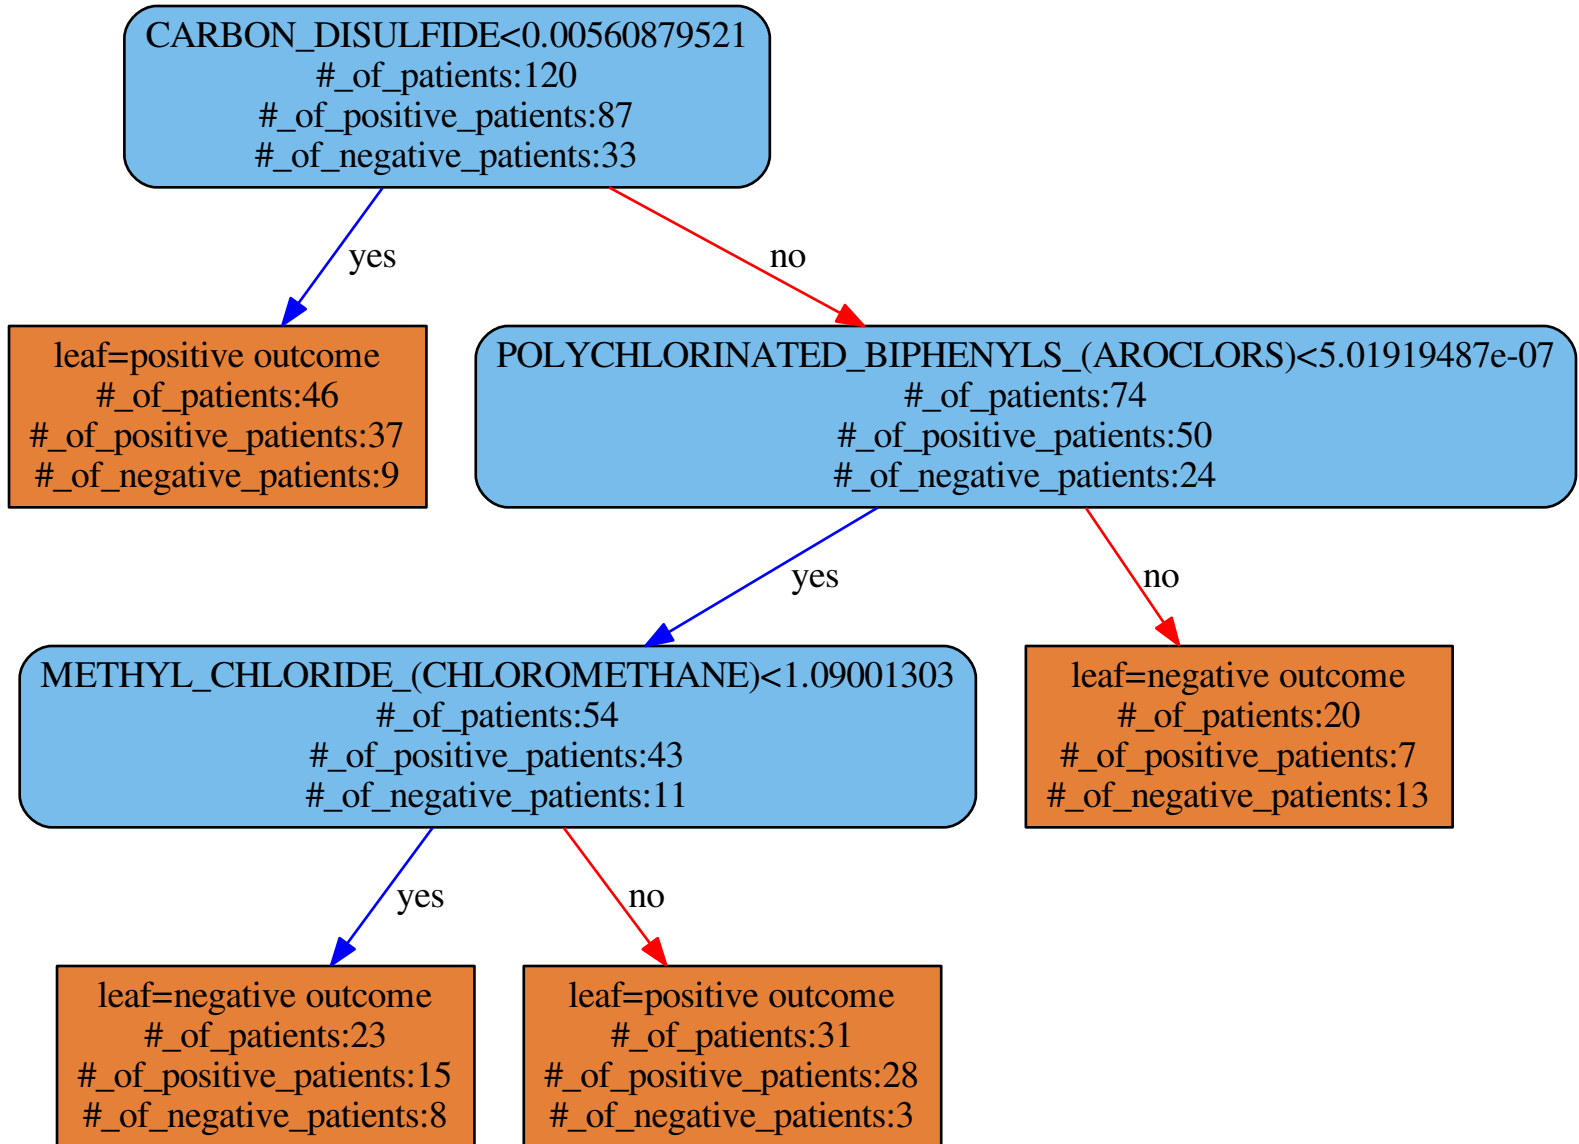 CARBON_DISULFIDE<0.00560879521
#_of_patients:120
#_of_positive_patients:87
#_of_negative_patients:33
yes
no
leaf=positive outcome
#_of_patients:46
#_of_positive_patients:37
#_of_negative_patients:9
POLYCHLORINATED_BIPHENYLS_(AROCLORS)<5.01919487e-07
#_of_patients:74
#_of_positive_patients:50
#_of_negative_patients:24
yes
no
METHYL_CHLORIDE_(CHLOROMETHANE)<1.09001303
#_of_patients:54
#_of_positive_patients:43
#_of_negative_patients:11
leaf=negative outcome
#_of_patients:20
#_of_positive_patients:7
#_of_negative_patients:13
yes
no
leaf=negative outcome
#_of_patients:23
#_of_positive_patients:15
#_of_negative_patients:8
leaf=positive outcome
#_of_patients:31
#_of_positive_patients:28
#_of_negative_patients:3